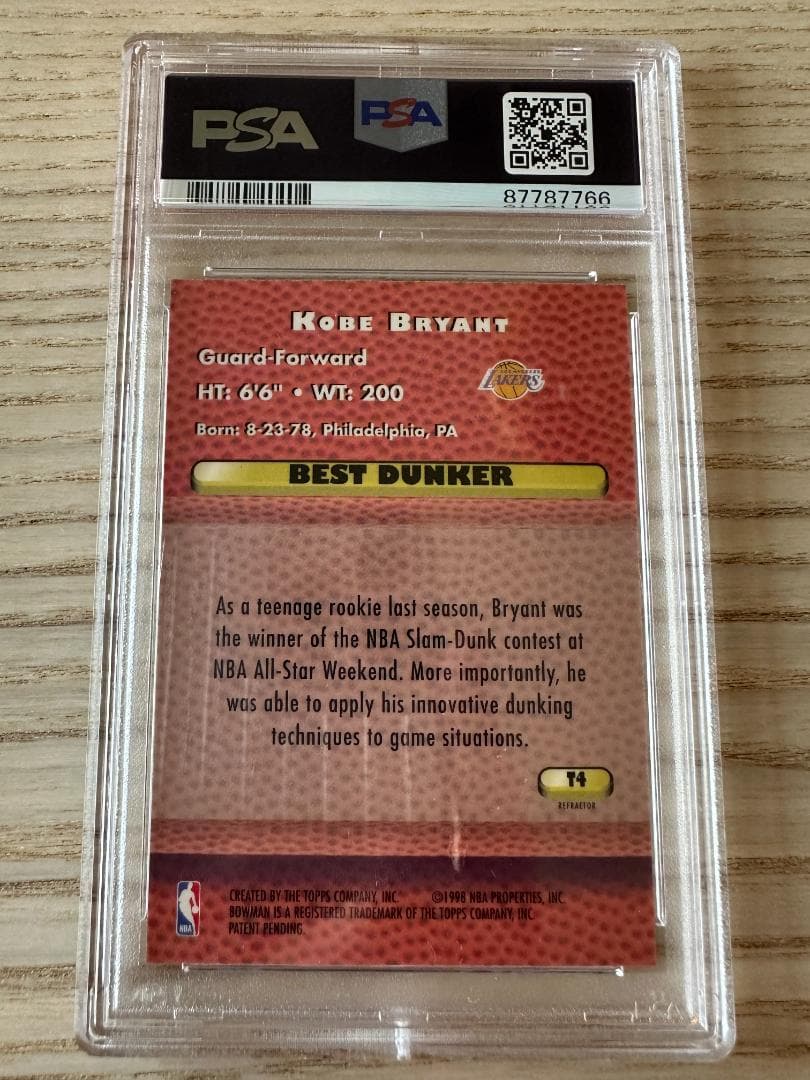 PSA PSA
87787766
KOBE BRYANT
Guard-Forward
LAKERS
HT: 6'6" • WT: 200
Born: 8-23-78, Philadelphia, PA
BEST DUNKER
As a teenage rookie last season, Bryant was
the winner of the NBA Slam-Dunk contest at
NBA All-Star Weekend. More importantly, he
was able to apply his innovative dunking
techniques to game situations.
T4
REFRACTOR
CREATED BY THE TOPPS COMPANY, INC. ©1998 NBA PROPERTIES, INC.
BOWMAN IS A REGISTERED TRADEMARK OF THE TOPPS COMPANY, INC.
PATENT PENDING.
NBA